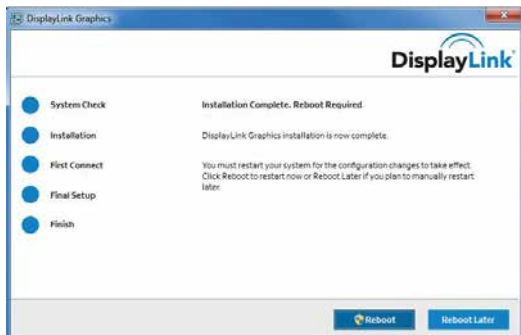 DisplayLink Graphics
DisplayLink
System Check
Installation
First Connect
Final Setup
Finish
Installation Complete. Reboot Required
DisplayLink Graphics installation is now complete.
You must restart your system for the configuration changes to take effect.
Click Reboot to restart now or Reboot Later if you plan to manually restart
later.
Reboot
Reboot Later